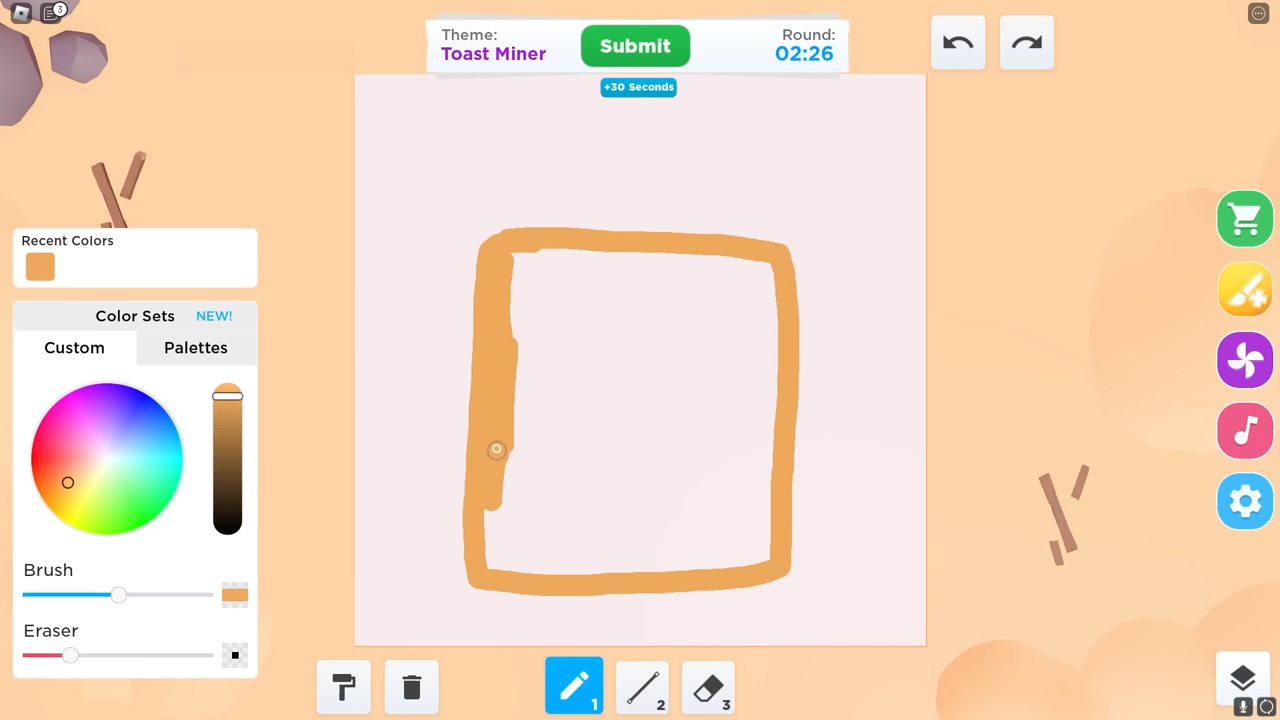 3
Theme:
Toast Miner
Submit
Round:
02:26
+30 Seconds
Recent Colors
Color Sets NEW!
Custom
Palettes
Brush
Eraser
1
2
3